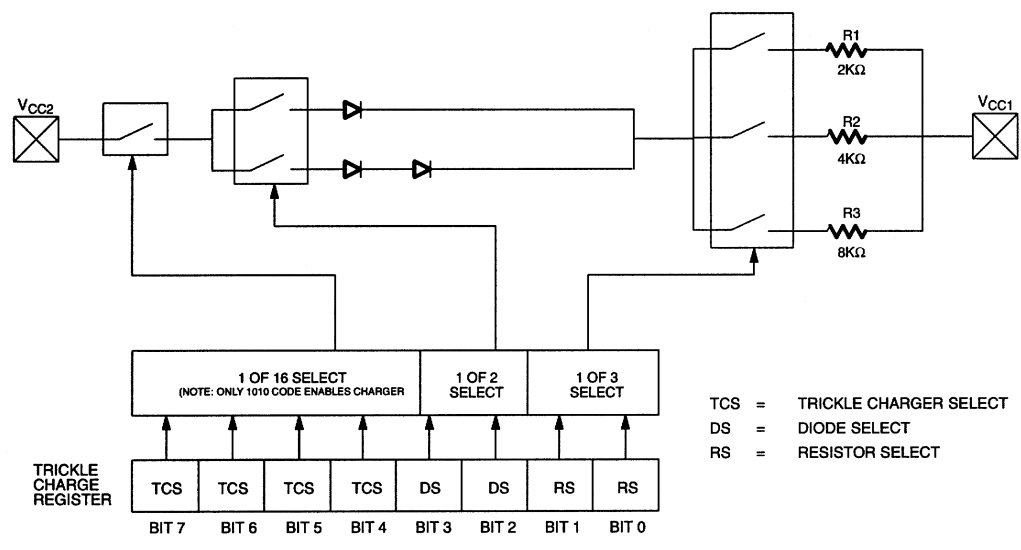 R1
2KΩ
VCC2
VCC1
R2
4KΩ
R3
8KΩ
1 OF 16 SELECT
(NOTE: ONLY 1010 CODE ENABLES CHARGER
1 OF 2
SELECT
1 OF 3
SELECT
TCS = TRICKLE CHARGER SELECT
DS = DIODE SELECT
RS = RESISTOR SELECT
TRICKLE
CHARGE
REGISTER
TCS TCS TCS TCS DS DS RS RS
BIT 7 BIT 6 BIT 5 BIT 4 BIT 3 BIT 2 BIT 1 BIT 0